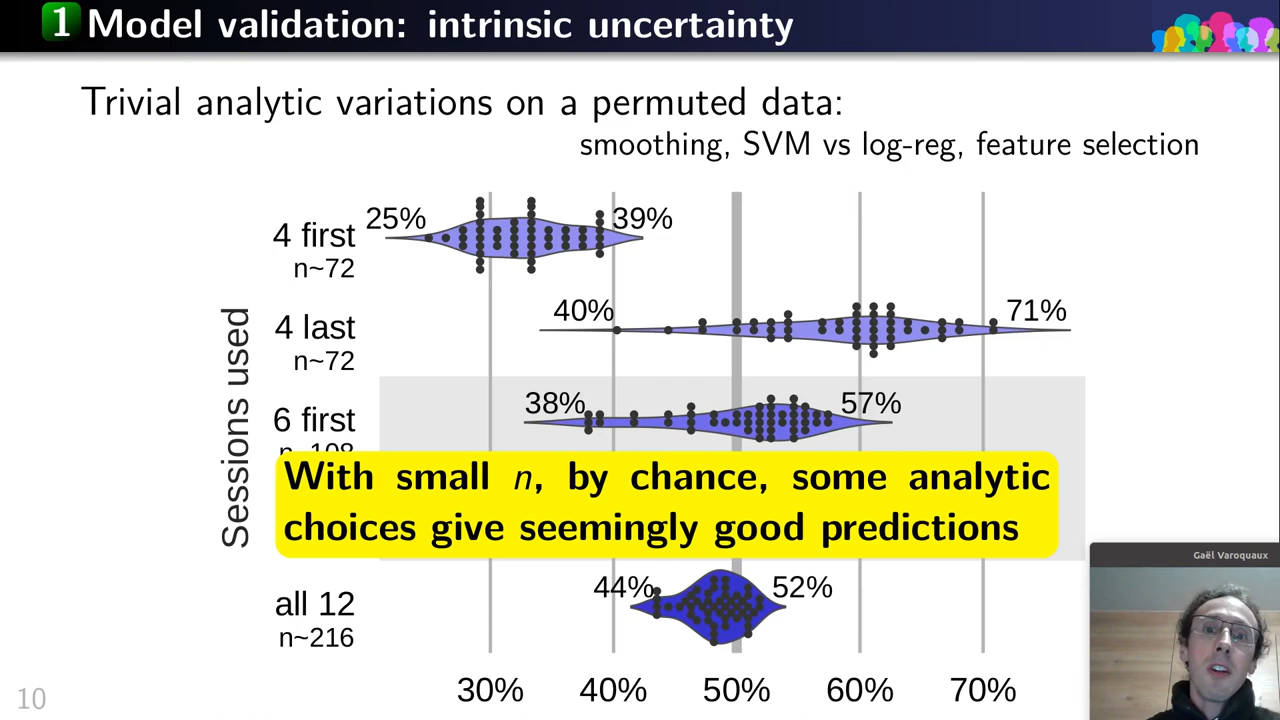 1 Model validation: intrinsic uncertainty
Trivial analytic variations on a permuted data:
smoothing, SVM vs log-reg, feature selection
Sessions used
4 first
n~72
25%
39%
4 last
n~72
40%
71%
6 first
38%
57%
With small n, by chance, some analytic
choices give seemingly good predictions
all 12
n~216
44%
52%
30% 40% 50% 60% 70%
10
Gaël Varoquaux